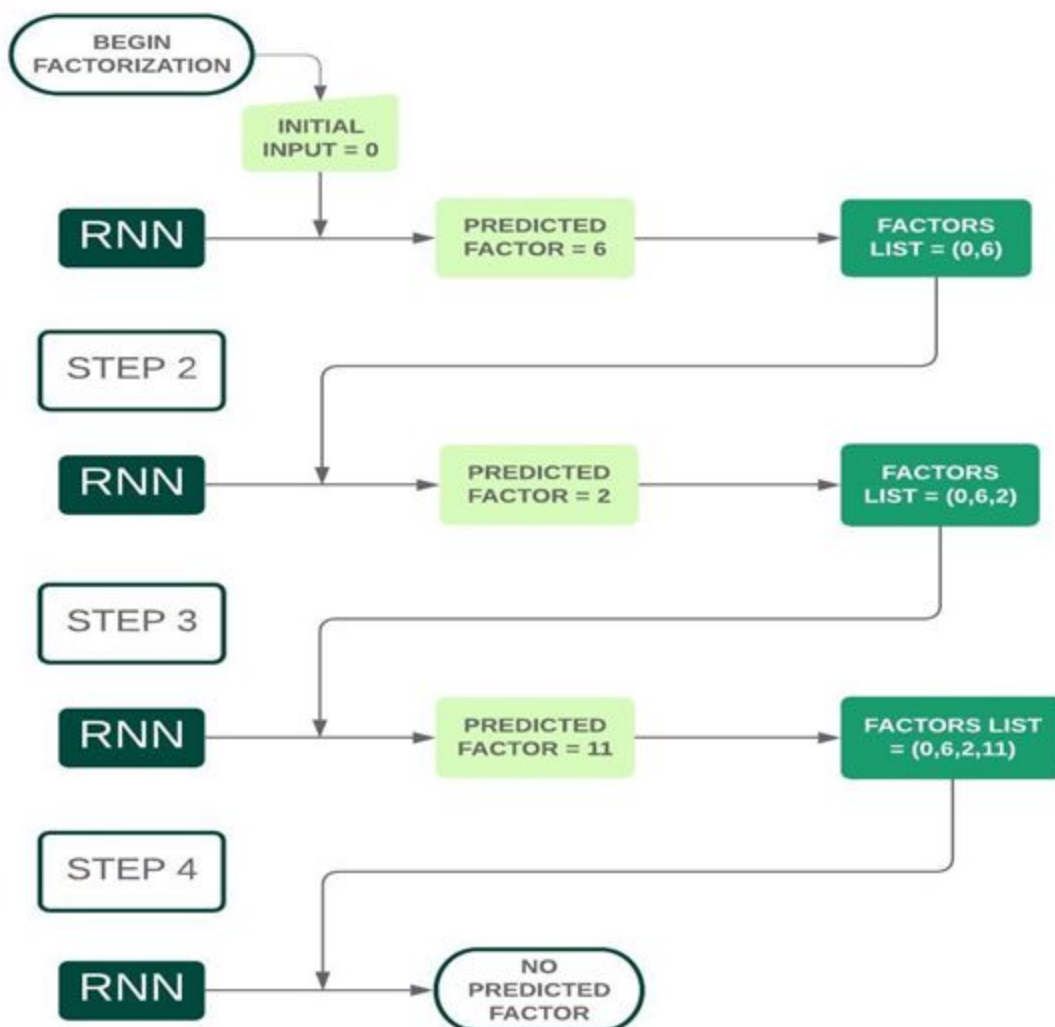 BEGIN
FACTORIZATION
INITIAL
INPUT = 0
RNN
PREDICTED
FACTOR = 6
FACTORS
LIST = (0,6)
STEP 2
RNN
PREDICTED
FACTOR = 2
FACTORS
LIST = (0,6,2)
STEP 3
RNN
PREDICTED
FACTOR = 11
FACTORS LIST
= (0,6,2,11)
STEP 4
RNN
NO
PREDICTED
FACTOR